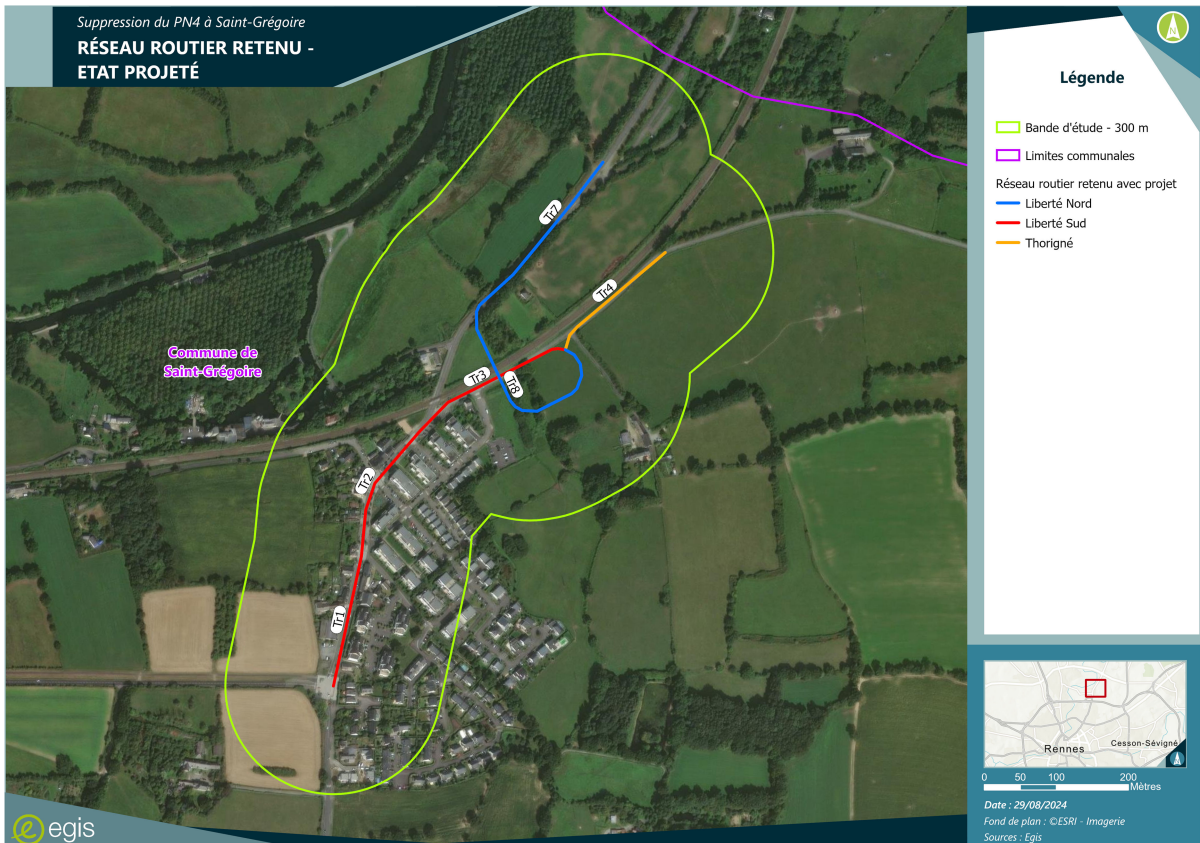 Suppression du PN4 à Saint-Grégoire
RÉSEAU ROUTIER RETENU -
ETAT PROJETÉ
N
Légende
Bande d'étude - 300 m
Limites communales
Réseau routier retenu avec projet
Liberté Nord
Liberté Sud
Thorigné
Tr7
Tr4
Commune de
Saint-Grégoire
Tr3
Tr8
Tr2
Tr1
Rennes
Cesson-Sévigné
0 50 100 200
Mètres
Date : 29/08/2024
Fond de plan : ©ESRI - Imagerie
Sources : Egis
egis